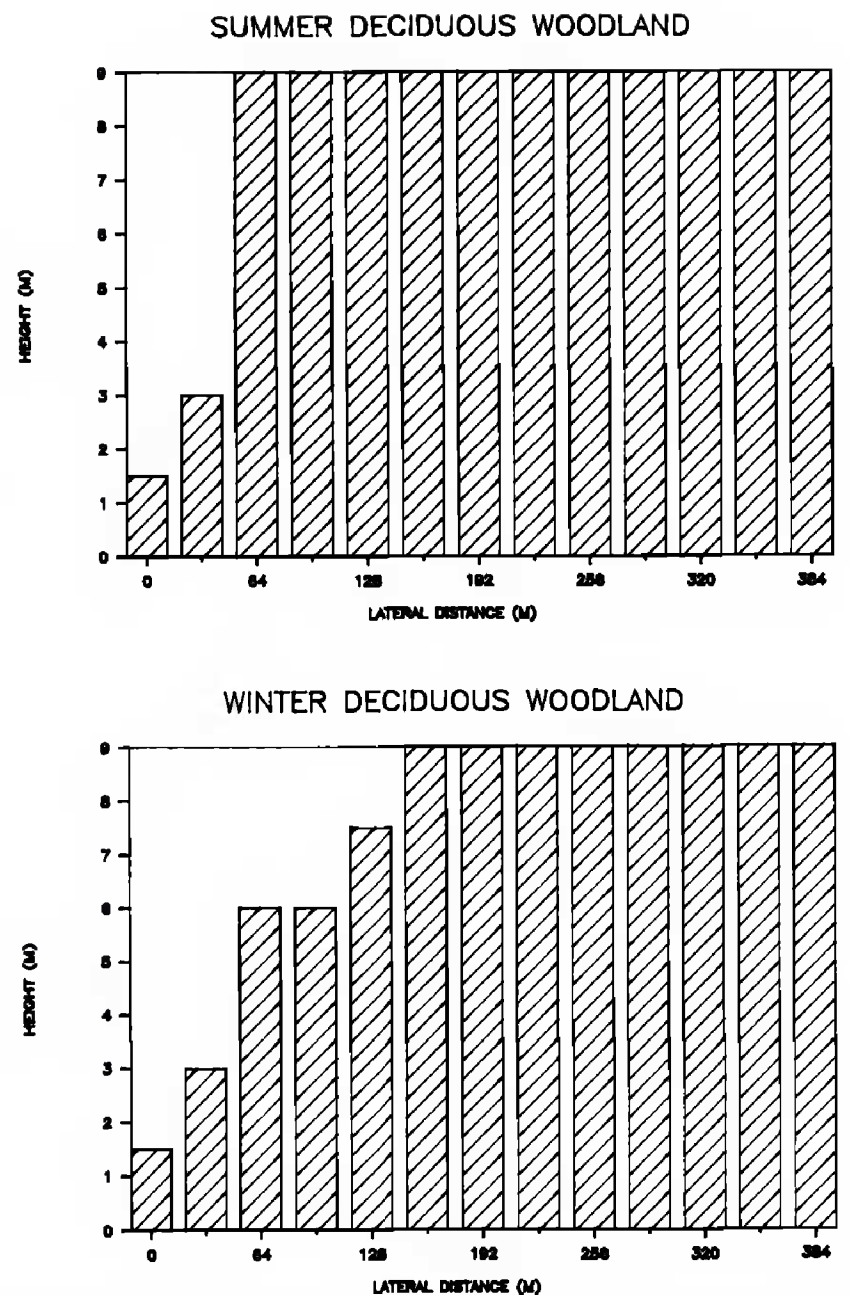 SUMMER DECIDUOUS WOODLAND
9
8
7
6
5
4
3
2
1
0
HEIGHT (M)
0 64 128 192 256 320 384
LATERAL DISTANCE (M)
WINTER DECIDUOUS WOODLAND
9
8
7
6
5
4
3
2
1
0
HEIGHT (M)
0 64 128 192 256 320 384
LATERAL DISTANCE (M)